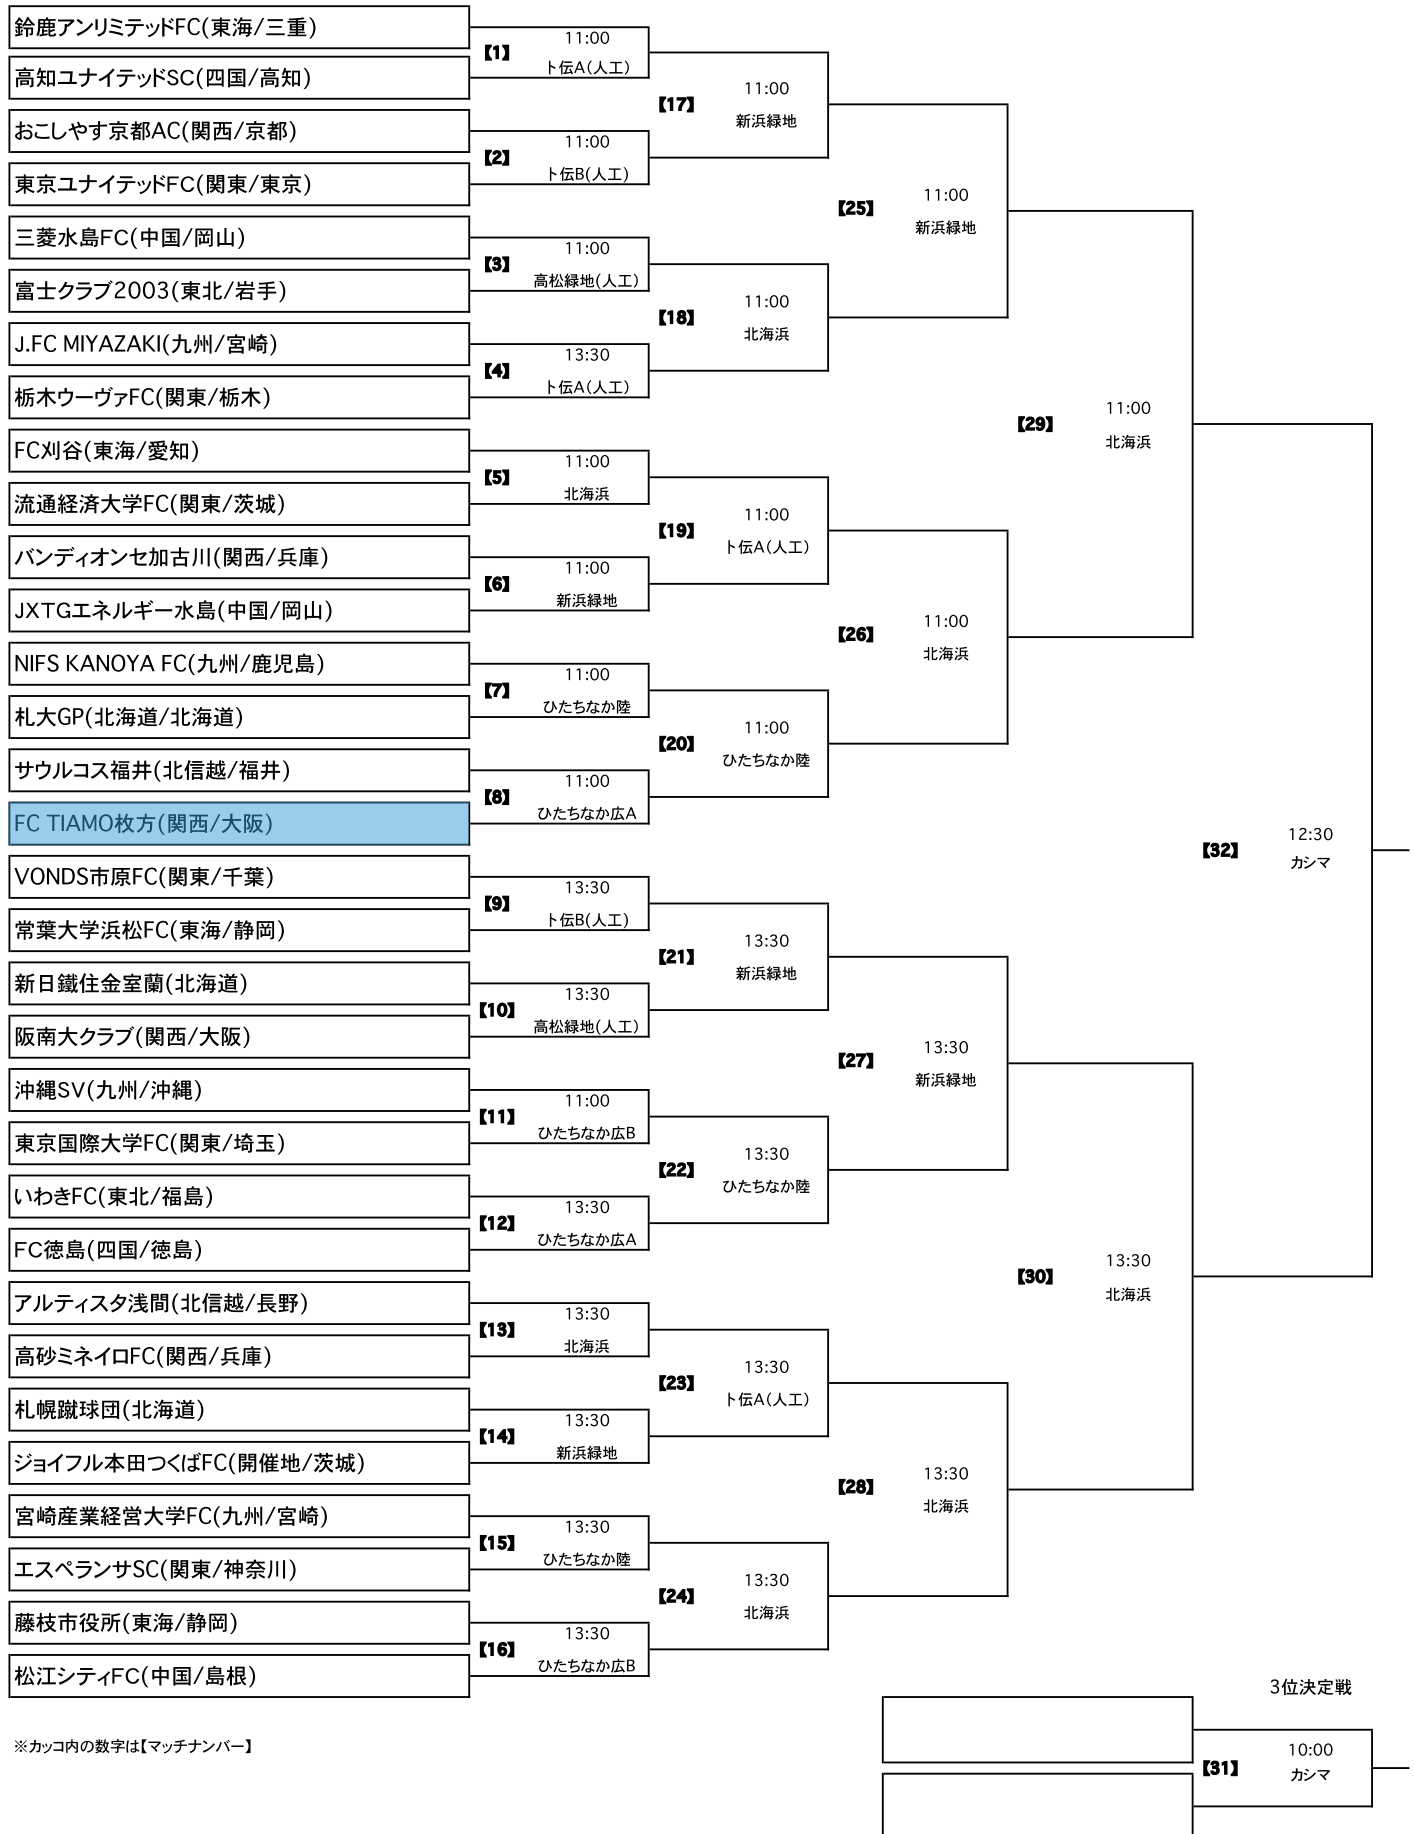 鈴鹿アンリミテッドFC(東海/三重)
高知ユナイテッドSC(四国/高知)
おこしやす京都AC(関西/京都)
東京ユナイテッドFC(関東/東京)
三菱水島FC(中国/岡山)
富士クラブ2003(東北/岩手)
J.FC MIYAZAKI(九州/宮崎)
栃木ウーヴァFC(関東/栃木)
FC刈谷(東海/愛知)
流通経済大学FC(関東/茨城)
バンディオンセ加古川(関西/兵庫)
JXTGエネルギー水島(中国/岡山)
NIFS KANOYA FC(九州/鹿児島)
札大GP(北海道/北海道)
サウルコス福井(北信越/福井)
FC TIAMO枚方(関西/大阪)
VONDS市原FC(関東/千葉)
常葉大学浜松FC(東海/静岡)
新日鐵住金室蘭(北海道)
阪南大クラブ(関西/大阪)
沖縄SV(九州/沖縄)
東京国際大学FC(関東/埼玉)
いわきFC(東北/福島)
FC徳島(四国/徳島)
アルティスタ浅間(北信越/長野)
高砂ミネイロFC(関西/兵庫)
札幌蹴球団(北海道)
ジョイフル本田つくばFC(開催地/茨城)
宮崎産業経営大学FC(九州/宮崎)
エスペランサSC(関東/神奈川)
藤枝市役所(東海/静岡)
松江シティFC(中国/島根)
【1】 11:00
ト伝A(人工)
【2】 11:00
ト伝B(人工)
【3】 11:00
高松緑地(人工)
【4】 13:30
ト伝A(人工)
【5】 11:00
北海浜
【6】 11:00
新浜緑地
【7】 11:00
ひたちなか陸
【8】 11:00
ひたちなか広A
【9】 13:30
ト伝B(人工)
【10】 13:30
高松緑地(人工)
【11】 11:00
ひたちなか広B
【12】 13:30
ひたちなか広A
【13】 13:30
北海浜
【14】 13:30
新浜緑地
【15】 13:30
ひたちなか陸
【16】 13:30
ひたちなか広B
【17】 11:00
新浜緑地
【18】 11:00
北海浜
【19】 11:00
ト伝A(人工)
【20】 11:00
ひたちなか陸
【21】 13:30
新浜緑地
【22】 13:30
ひたちなか陸
【23】 13:30
ト伝A(人工)
【24】 13:30
北海浜
【25】 11:00
新浜緑地
【26】 11:00
北海浜
【27】 13:30
新浜緑地
【28】 13:30
北海浜
【29】 11:00
北海浜
【30】 13:30
北海浜
【32】 12:30
カシマ
3位決定戦
【31】 10:00
カシマ
※カッコ内の数字は【マッチナンバー】